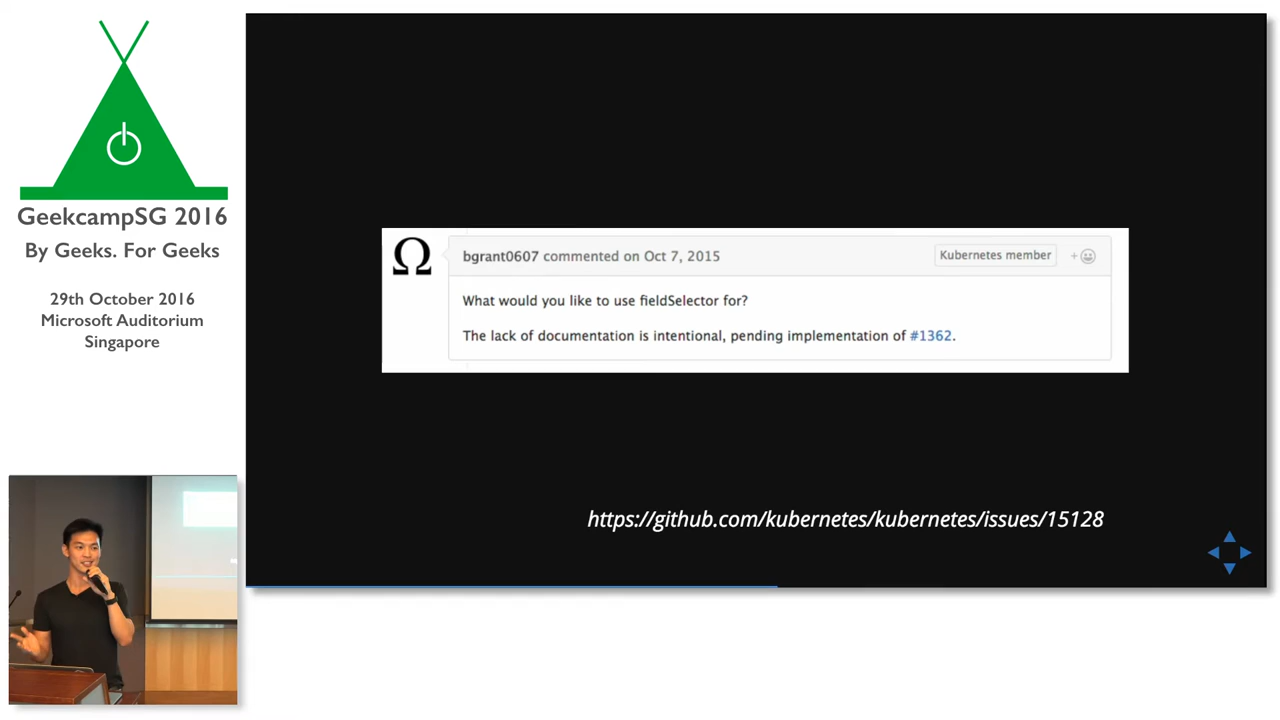 GeekcampSG 2016
By Geeks. For Geeks
29th October 2016
Microsoft Auditorium
Singapore
bgrant0607 commented on Oct 7, 2015
Kubernetes member
What would you like to use fieldSelector for?
The lack of documentation is intentional, pending implementation of #1362.
https://github.com/kubernetes/kubernetes/issues/15128